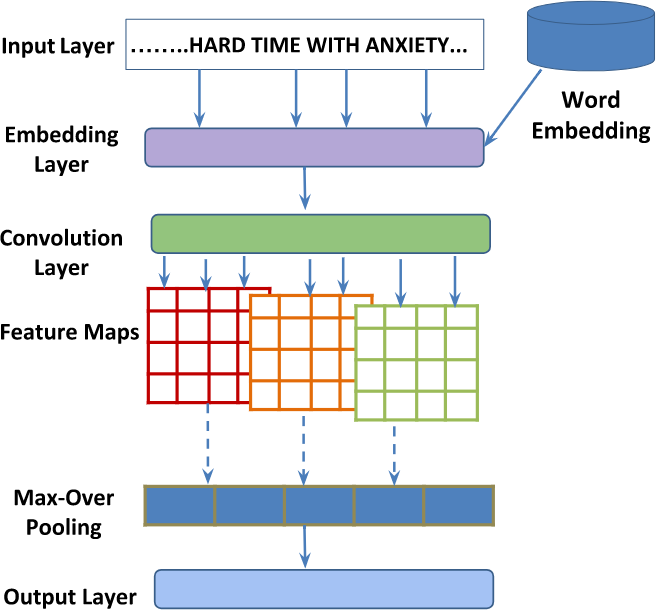 Input Layer
........HARD TIME WITH ANXIETY...
Word
Embedding
Embedding
Layer
Convolution
Layer
Feature Maps
Max-Over
Pooling
Output Layer